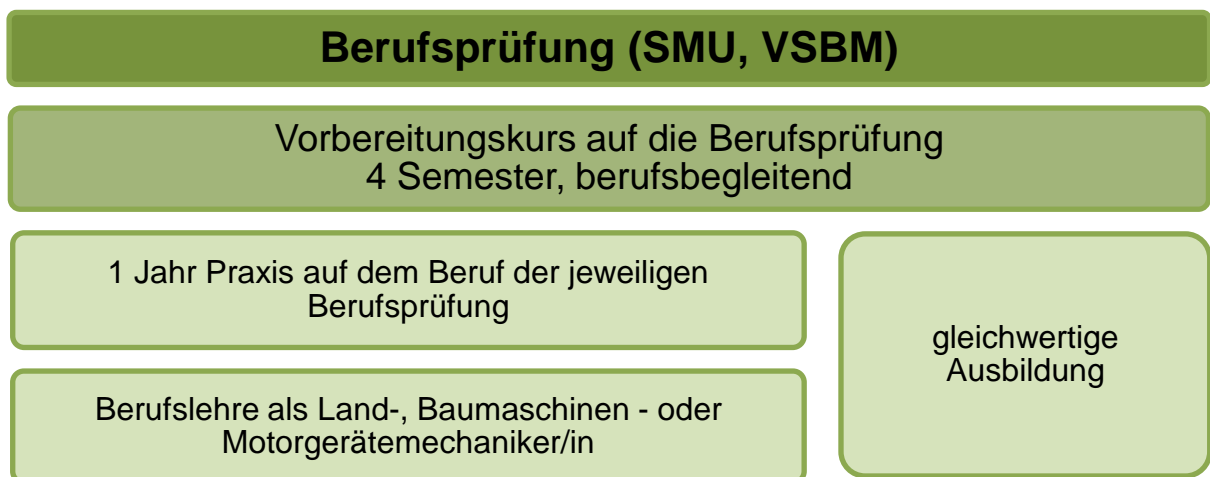 Berufsprüfung (SMU, VSBM)
Vorbereitungskurs auf die Berufsprüfung
4 Semester, berufsbegleitend
1 Jahr Praxis auf dem Beruf der jeweiligen
Berufsprüfung
gleichwertige
Ausbildung
Berufslehre als Land-, Baumaschinen - oder
Motorgerätemechaniker/in